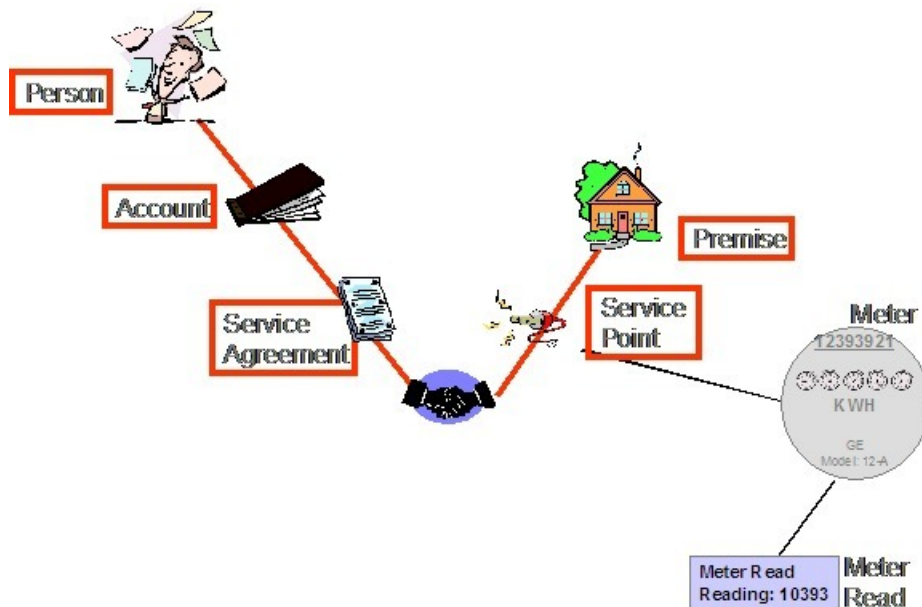 Person
Account
Service
Agreement
Premise
Service
Point
Meter
12393921
KWH
GE
Model: 12-A
Meter Read
Reading: 10393
Meter
Read